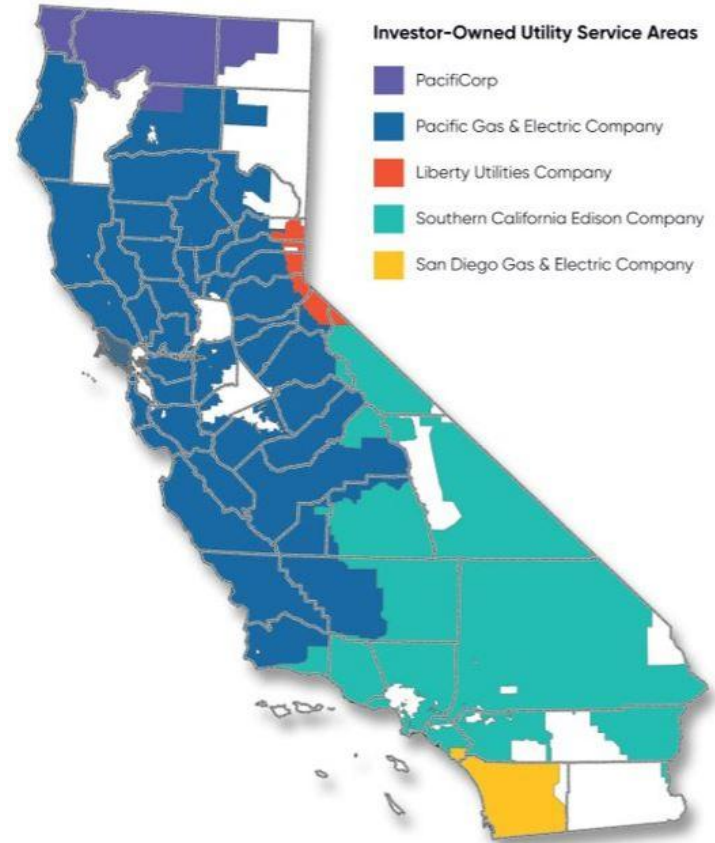 Investor-Owned Utility Service Areas
PacifiCorp
Pacific Gas & Electric Company
Liberty Utilities Company
Southern California Edison Company
San Diego Gas & Electric Company